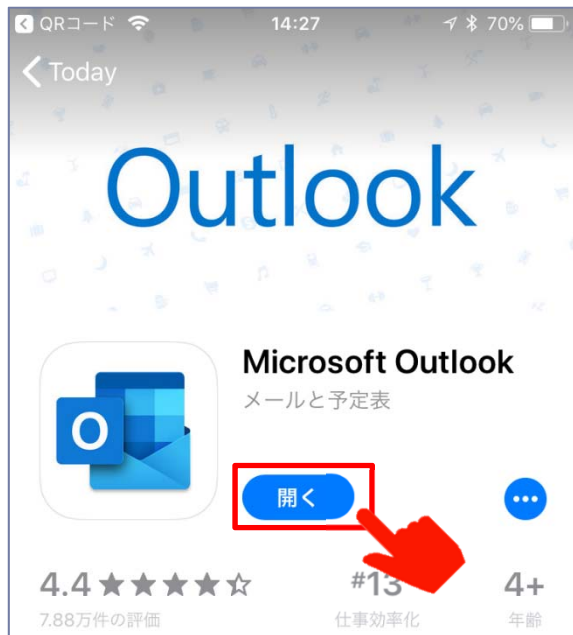 QRコード 14:27 70%
Today
Outlook
Microsoft Outlook
メールと予定表
O
開く
4.4 ★★★★☆ #13 4+
7.88万件の評価 仕事効率化 年齢